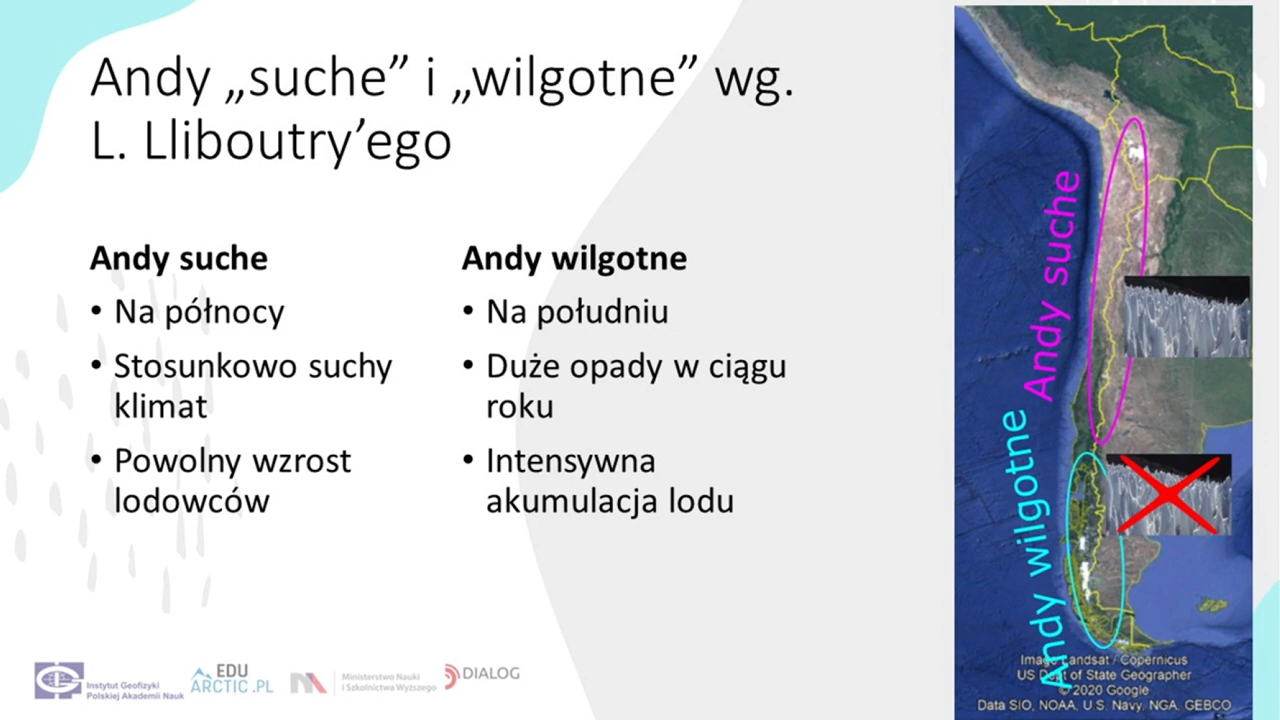 Andy „suche” i „wilgotne” wg.
L. Lliboutry’ego
Andy suche
• Na północy
• Stosunkowo suchy
klimat
• Powolny wzrost
lodowców
Andy wilgotne
• Na południu
• Duże opady w ciągu
roku
• Intensywna
akumulacja lodu
Andy suche
Andy wilgotne
Image Landsat / Copernicus
US Dept of State Geographer
© 2020 Google
Data SIO, NOAA, U.S. Navy, NGA, GEBCO
Instytut Geofizyki
Polskiej Akademii Nauk
EDU
ARCTIC.PL
Ministerstwo Nauki
i Szkolnictwa Wyższego
DIALOG